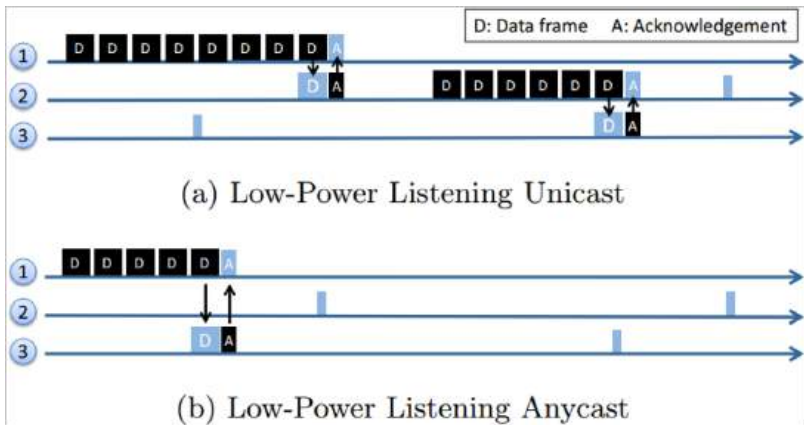 D: Data frame A: Acknowledgement
1 D D D D D D D D A
2 D A D D D D D D A
3 D A
(a) Low-Power Listening Unicast
1 D D D D D A
2
3 D A
(b) Low-Power Listening Anycast